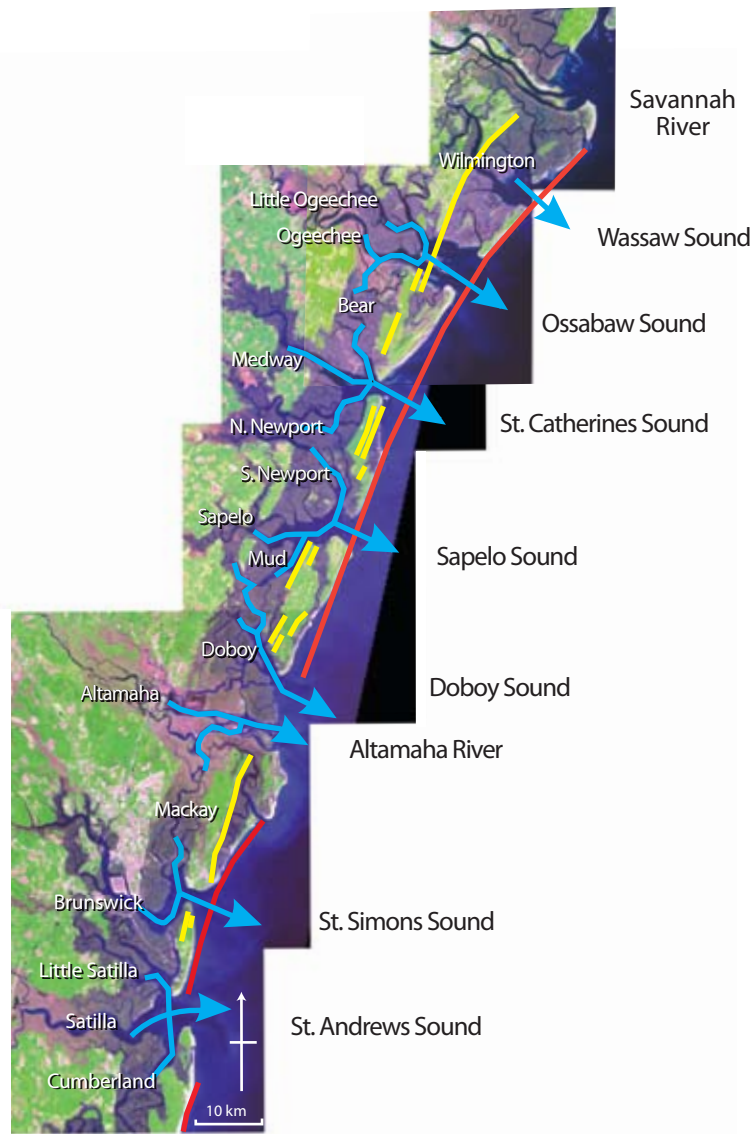 Savannah
River
Wilmington
Little Ogeechee
Wassaw Sound
Ogeechee
Bear
Ossabaw Sound
Medway
N. Newport
St. Catherines Sound
S. Newport
Sapelo
Mud
Sapelo Sound
Doboy
Doboy Sound
Altamaha
Altamaha River
Mackay
Brunswick
St. Simons Sound
Little Satilla
Satilla
St. Andrews Sound
Cumberland
10 km